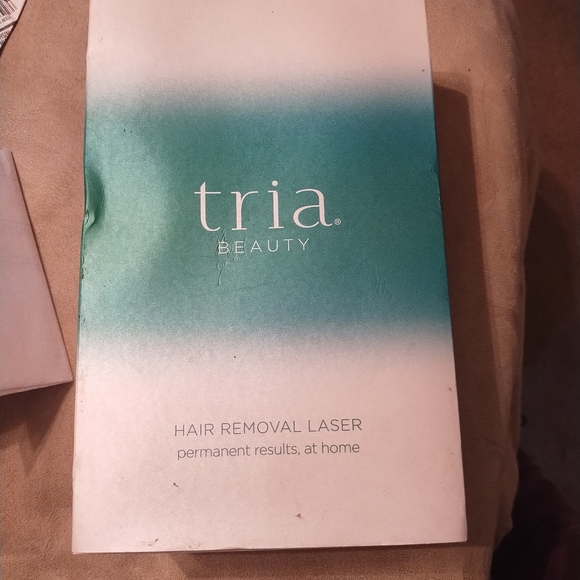 tria®
BEAUTY
HAIR REMOVAL LASER
permanent results, at home